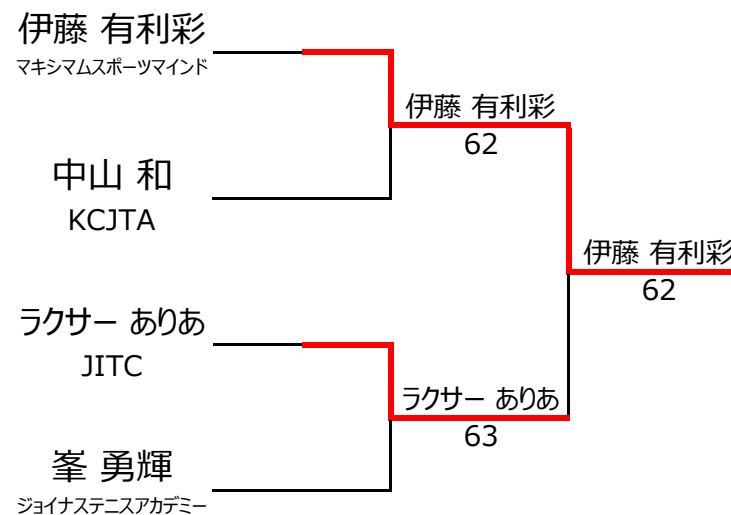 伊藤 有利彩
マキシマムスポーツマインド
伊藤 有利彩
62
中山 和
KCJTA
伊藤 有利彩
62
ラクサー ありあ
JITC
ラクサー ありあ
63
峯 勇輝
ジョイナステニスアカデミー